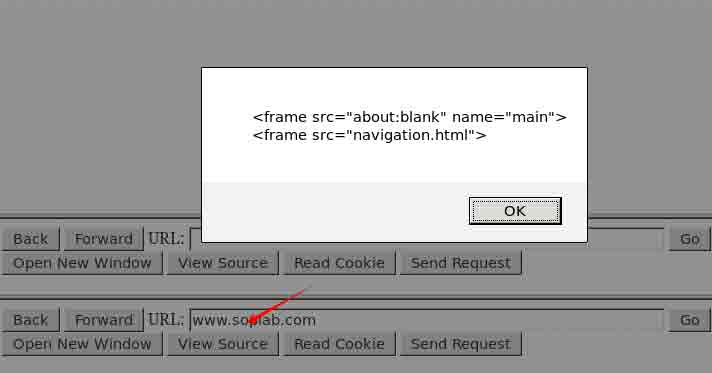 <frame src="about:blank" name="main">
<frame src="navigation.html">
OK
Back Forward URL: Go
Open New Window View Source Read Cookie Send Request
Back Forward URL: www.soplab.com Go
Open New Window View Source Read Cookie Send Request